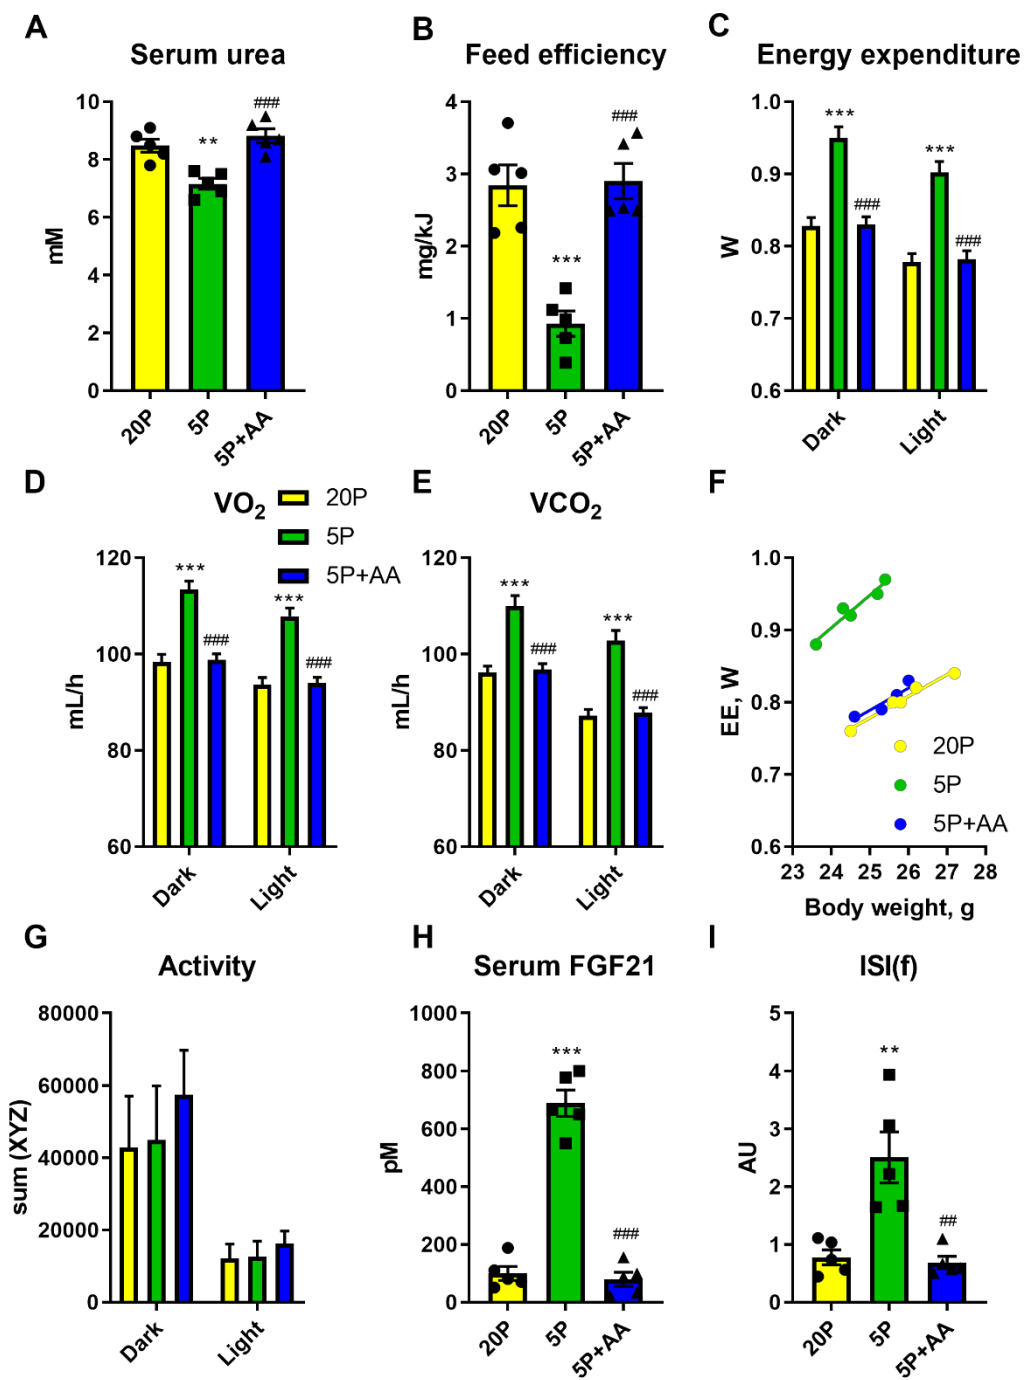 A
Serum urea
mM
10
8
6
4
2
0
**
###
20P
5P
5P+AA
B
Feed efficiency
mg/kJ
4
3
2
1
0
***
###
20P
5P
5P+AA
C
Energy expenditure
W
1.0
0.9
0.8
0.7
0.6
***
###
***
###
Dark
Light
D
VO₂
mL/h
120
100
80
60
***
###
***
###
Dark
Light
20P
5P
5P+AA
E
VCO₂
mL/h
120
100
80
60
***
###
***
###
Dark
Light
F
EE, W
1.0
0.9
0.8
0.7
0.6
20P
5P
5P+AA
23 24 25 26 27 28
Body weight, g
G
Activity
sum (XYZ)
80000
60000
40000
20000
0
Dark
Light
H
Serum FGF21
pM
1000
800
600
400
200
0
***
###
20P
5P
5P+AA
I
ISI(f)
AU
5
4
3
2
1
0
**
##
20P
5P
5P+AA